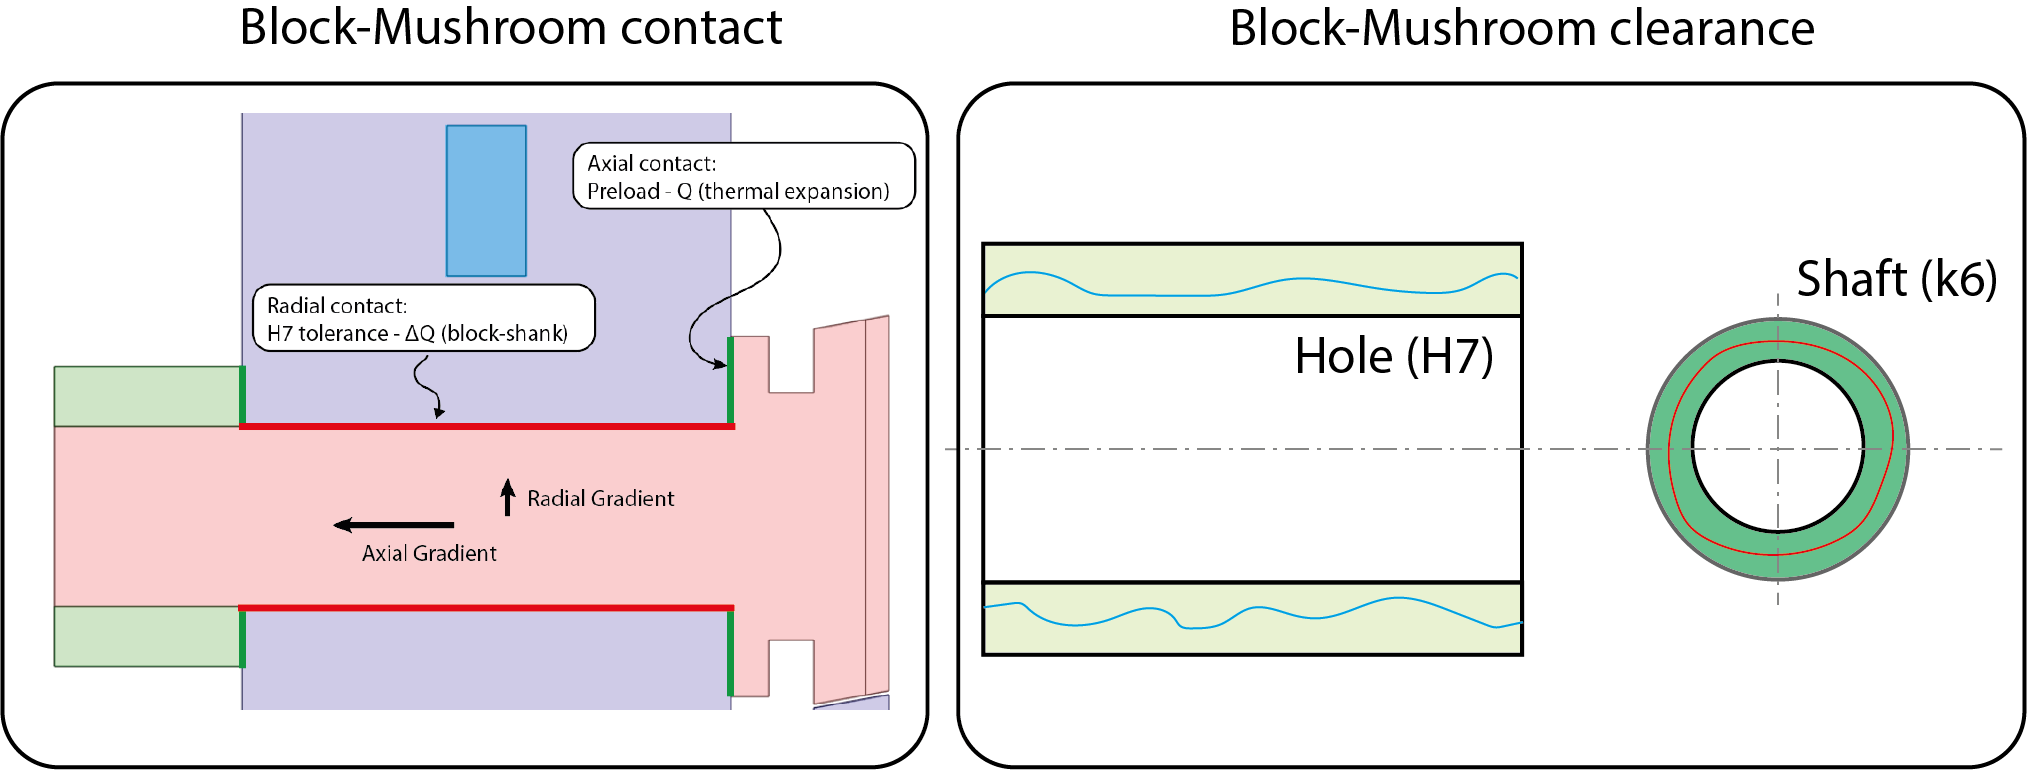 Block-Mushroom contact
Axial contact:
Preload - Q (thermal expansion)
Radial contact:
H7 tolerance - ΔQ (block-shank)
Radial Gradient
Axial Gradient
Block-Mushroom clearance
Shaft (k6)
Hole (H7)